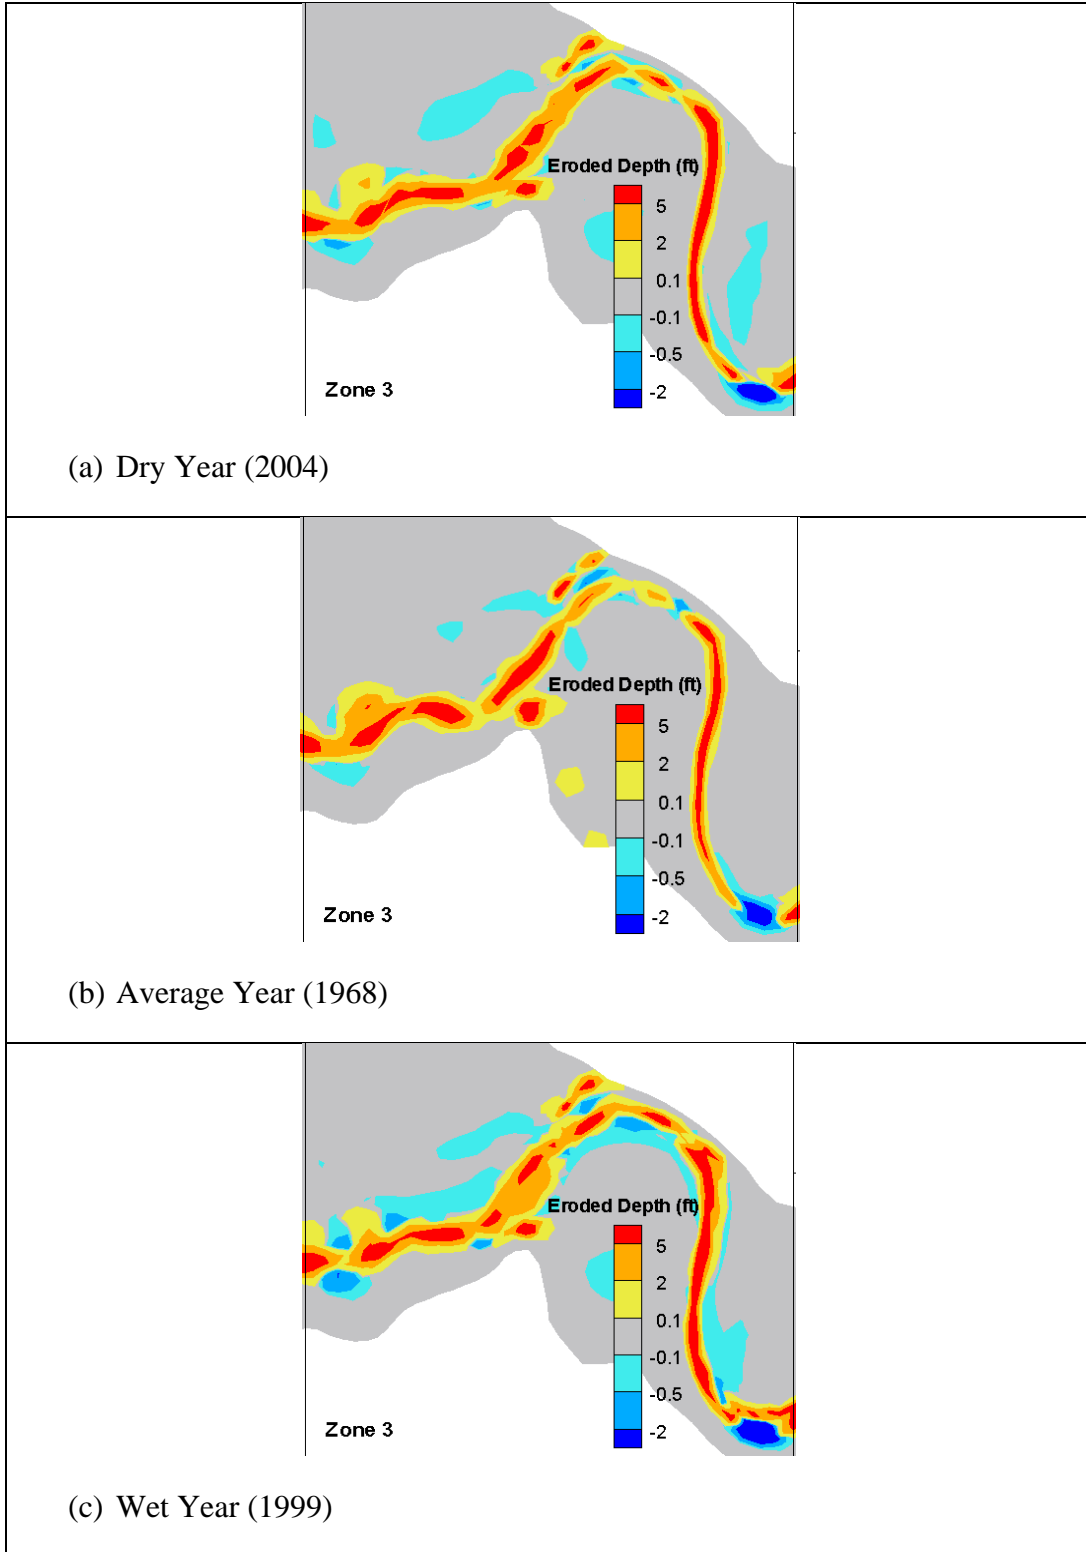 Eroded Depth (ft)
5
2
0.1
-0.1
-0.5
-2
Zone 3
(a) Dry Year (2004)
Eroded Depth (ft)
5
2
0.1
-0.1
-0.5
-2
Zone 3
(b) Average Year (1968)
Eroded Depth (ft)
5
2
0.1
-0.1
-0.5
-2
Zone 3
(c) Wet Year (1999)